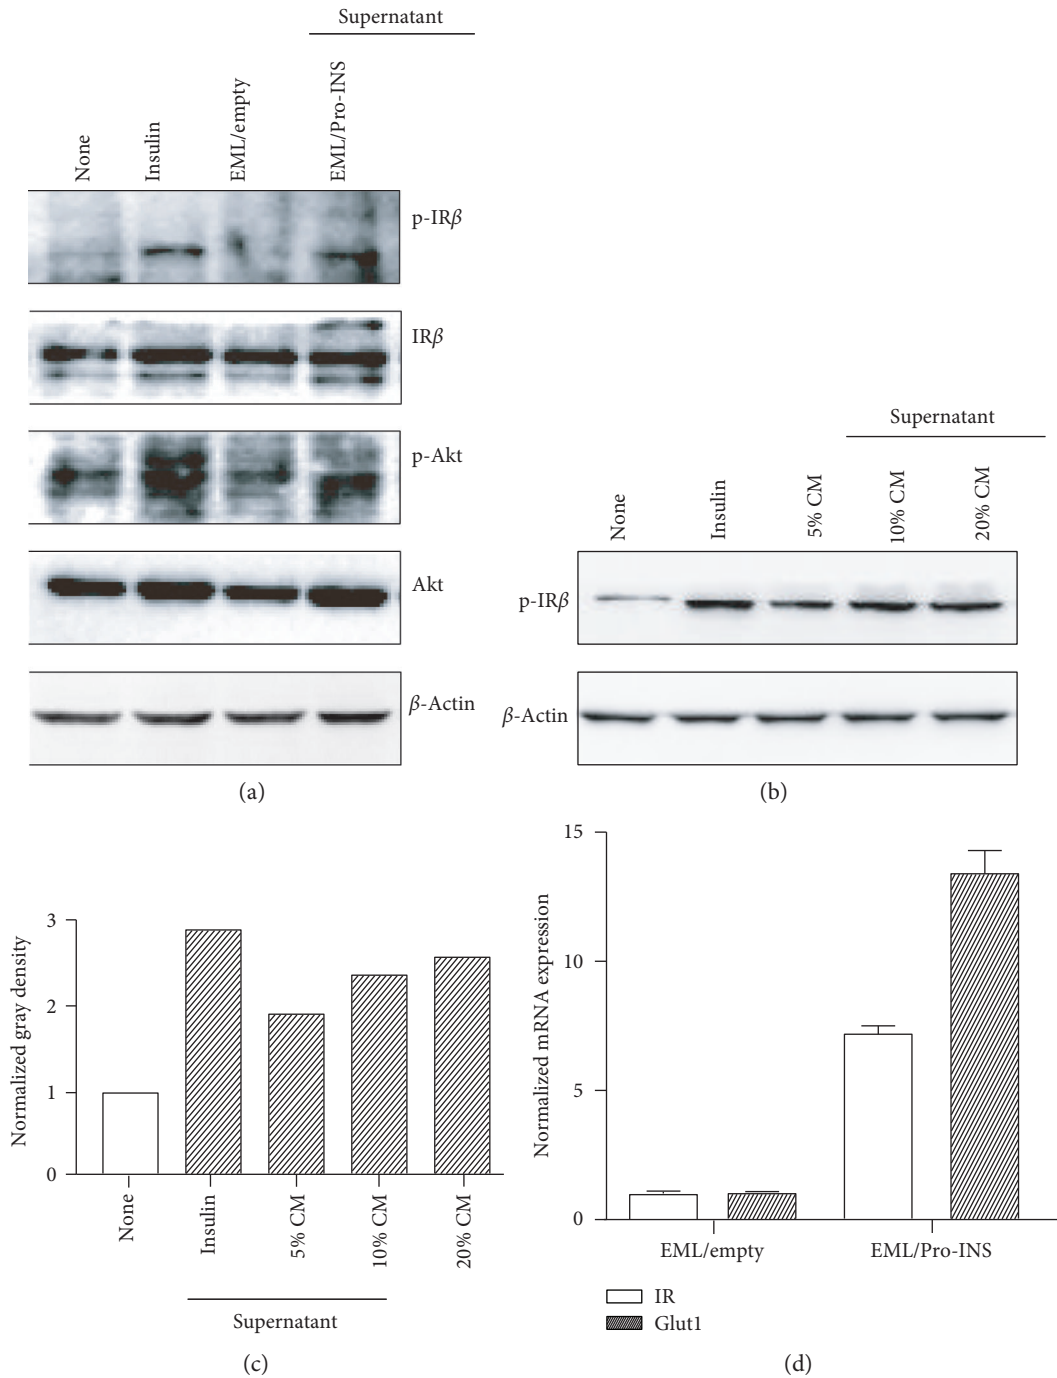 Supernatant
None
Insulin
EML/empty
EML/Pro-INS
p-IRβ
IRβ
p-Akt
Akt
β-Actin
(a)
Supernatant
None
Insulin
5% CM
10% CM
20% CM
p-IRβ
β-Actin
(b)
Normalized gray density
3
2
1
0
None
Insulin
5% CM
10% CM
20% CM
Supernatant
(c)
Normalized mRNA expression
15
10
5
0
EML/empty
EML/Pro-INS
IR
Glut1
(d)